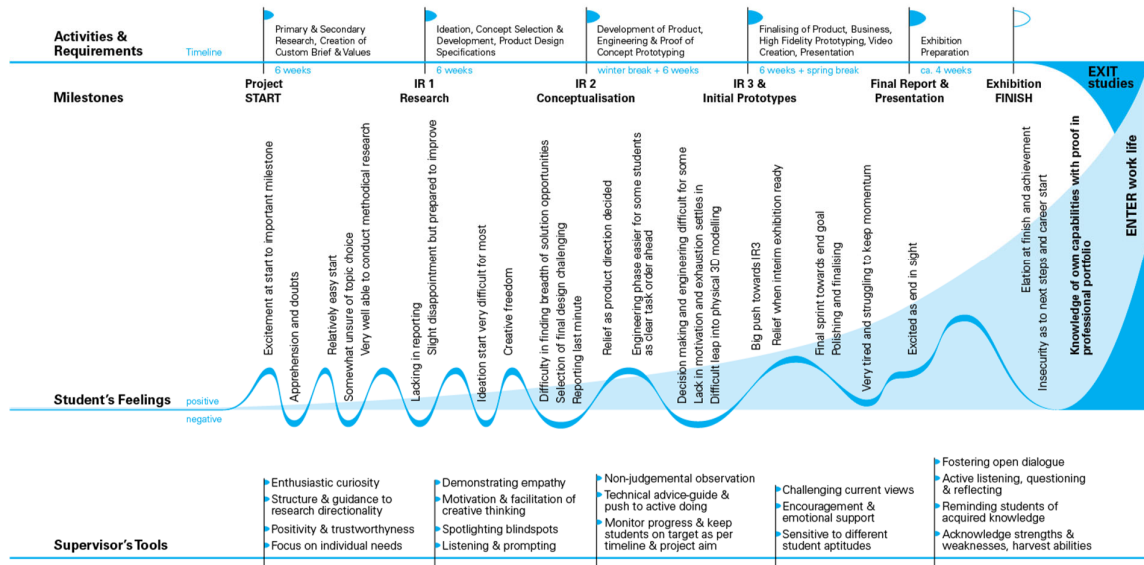 Activities &
Requirements
Timeline
Primary & Secondary
Research, Creation of
Custom Brief & Values
6 weeks
Ideation, Concept Selection &
Development, Product Design
Specifications
6 weeks
Development of Product,
Engineering & Proof of
Concept Prototyping
winter break + 6 weeks
Finalising of Product, Business,
High Fidelity Prototyping, Video
Creation, Presentation
6 weeks + spring break
Exhibition
Preparation
ca. 4 weeks
EXIT
studies
Milestones
Project
START
IR 1
Research
IR 2
Conceptualisation
IR 3 &
Initial Prototypes
Final Report &
Presentation
Exhibition
FINISH
Excitement at start to important milestone
Apprehension and doubts
Relatively easy start
Somewhat unsure of topic choice
Very well able to conduct methodical research
Lacking in reporting
Slight disappointment but prepared to improve
Ideation start very difficult for most
Creative freedom
Difficulty in finding breadth of solution opportunities
Selection of final design challenging
Reporting last minute
Relief as product direction decided
Engineering phase easier for some students
as clear task order ahead
Decision making and engineering difficult for some
Lack in motivation and exhaustion settles in
Difficult leap into physical 3D modelling
Big push towards IR3
Relief when interim exhibition ready
Final sprint towards end goal
Polishing and finalising
Very tired and struggling to keep momentum
Excited as end in sight
Elation at finish and achievement
Insecurity as to next steps and career start
Knowledge of own capabilities with proof in
professional portfolio
ENTER work life
Student's Feelings
positive
negative
Supervisor's Tools
Enthusiastic curiosity
Structure & guidance to
research directionality
Positivity & trustworthyness
Focus on individual needs
Demonstrating empathy
Motivation & facilitation of
creative thinking
Spotlighting blindspots
Listening & prompting
Non-judgemental observation
Technical advice-guide &
push to active doing
Monitor progress & keep
students on target as per
timeline & project aim
Challenging current views
Encouragement &
emotional support
Sensitive to different
student aptitudes
Fostering open dialogue
Active listening, questioning
& reflecting
Reminding students of
acquired knowledge
Acknowledge strengths &
weaknesses, harvest abilities